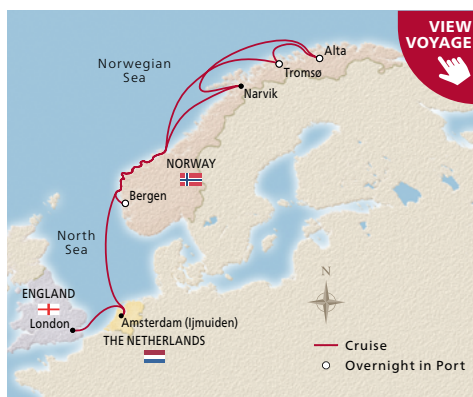 VIEW
VOYAGE
Norwegian
Sea
Alta
Tromsø
Narvik
NORWAY
Bergen
North
Sea
ENGLAND
London
Amsterdam (Ijmuiden)
THE NETHERLANDS
N
Cruise
Overnight in Port